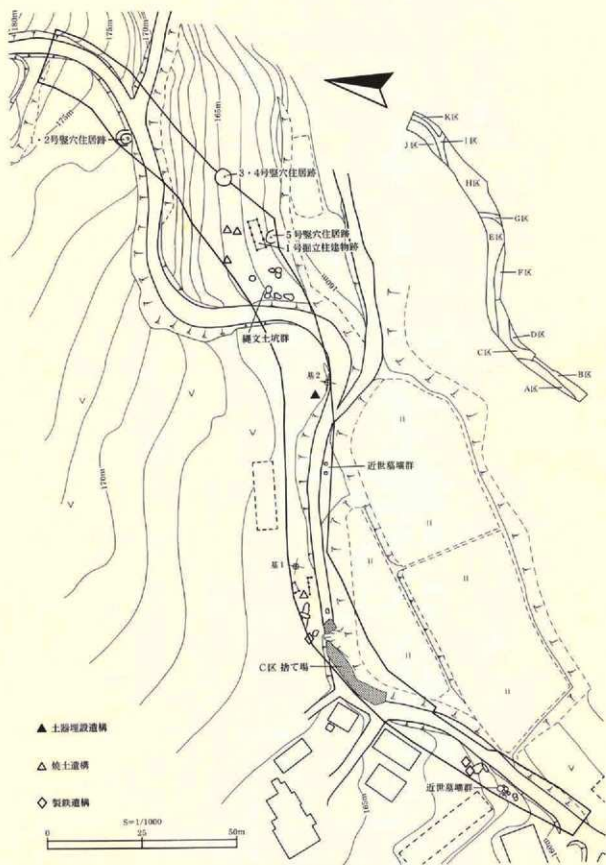 180m
175m
170m
175m
165m
1・2号竪穴住居跡
3・4号竪穴住居跡
5号竪穴住居跡
1号掘立柱建物跡
160m
縄文土坑群
基2
近世墓壙群
170m
基1
C区 捨て場
165m
160m
近世墓壙群
K区
J区
I区
H区
G区
E区
F区
D区
C区
B区
A区
▲ 土器埋設遺構
△ 焼土遺構
◇ 製鉄遺構
S=1/1000
0 25 50m